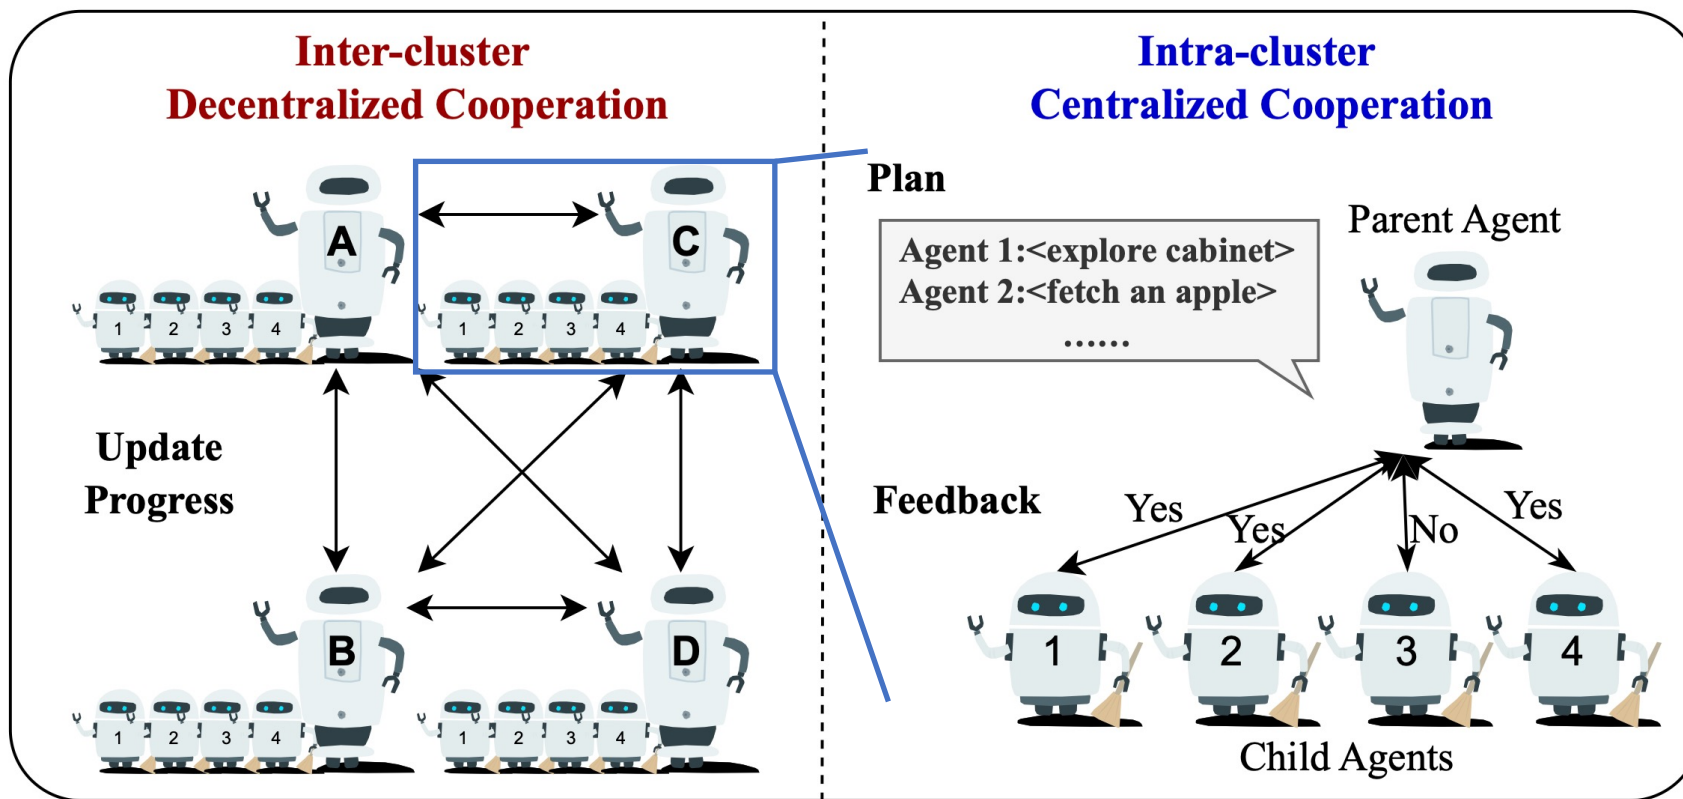 Inter-cluster
Decentralized Cooperation
A
C
1 2 3 4
1 2 3 4
Update
Progress
B
D
1 2 3 4
1 2 3 4
Intra-cluster
Centralized Cooperation
Plan
Parent Agent
Agent 1:<explore cabinet>
Agent 2:<fetch an apple>
......
Feedback
Yes
Yes
No
Yes
1 2 3 4
Child Agents